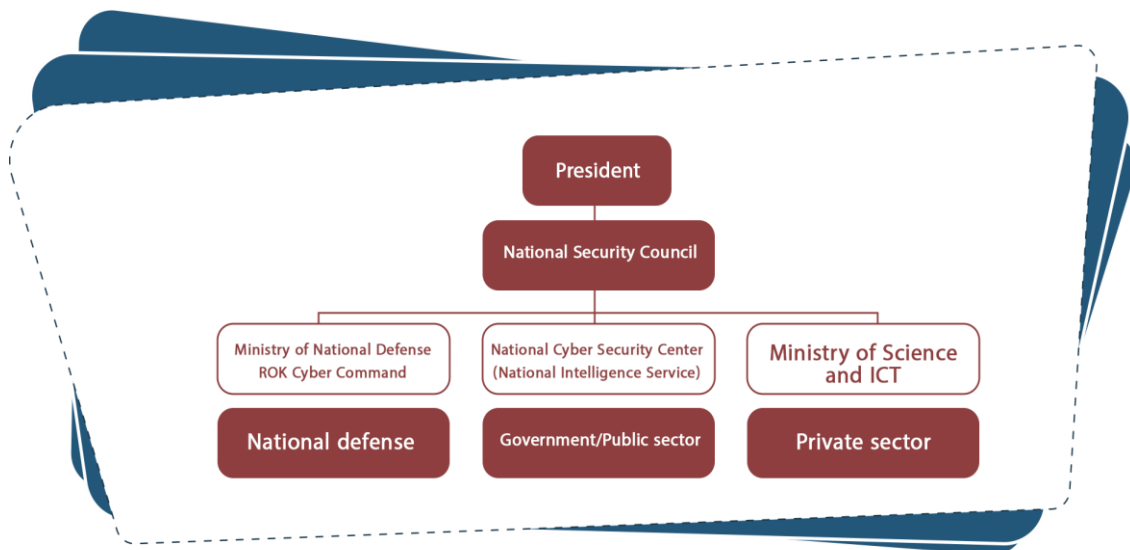 President
National Security Council
Ministry of National Defense
ROK Cyber Command
National Cyber Security Center
(National Intelligence Service)
Ministry of Science
and ICT
National defense
Government/Public sector
Private sector